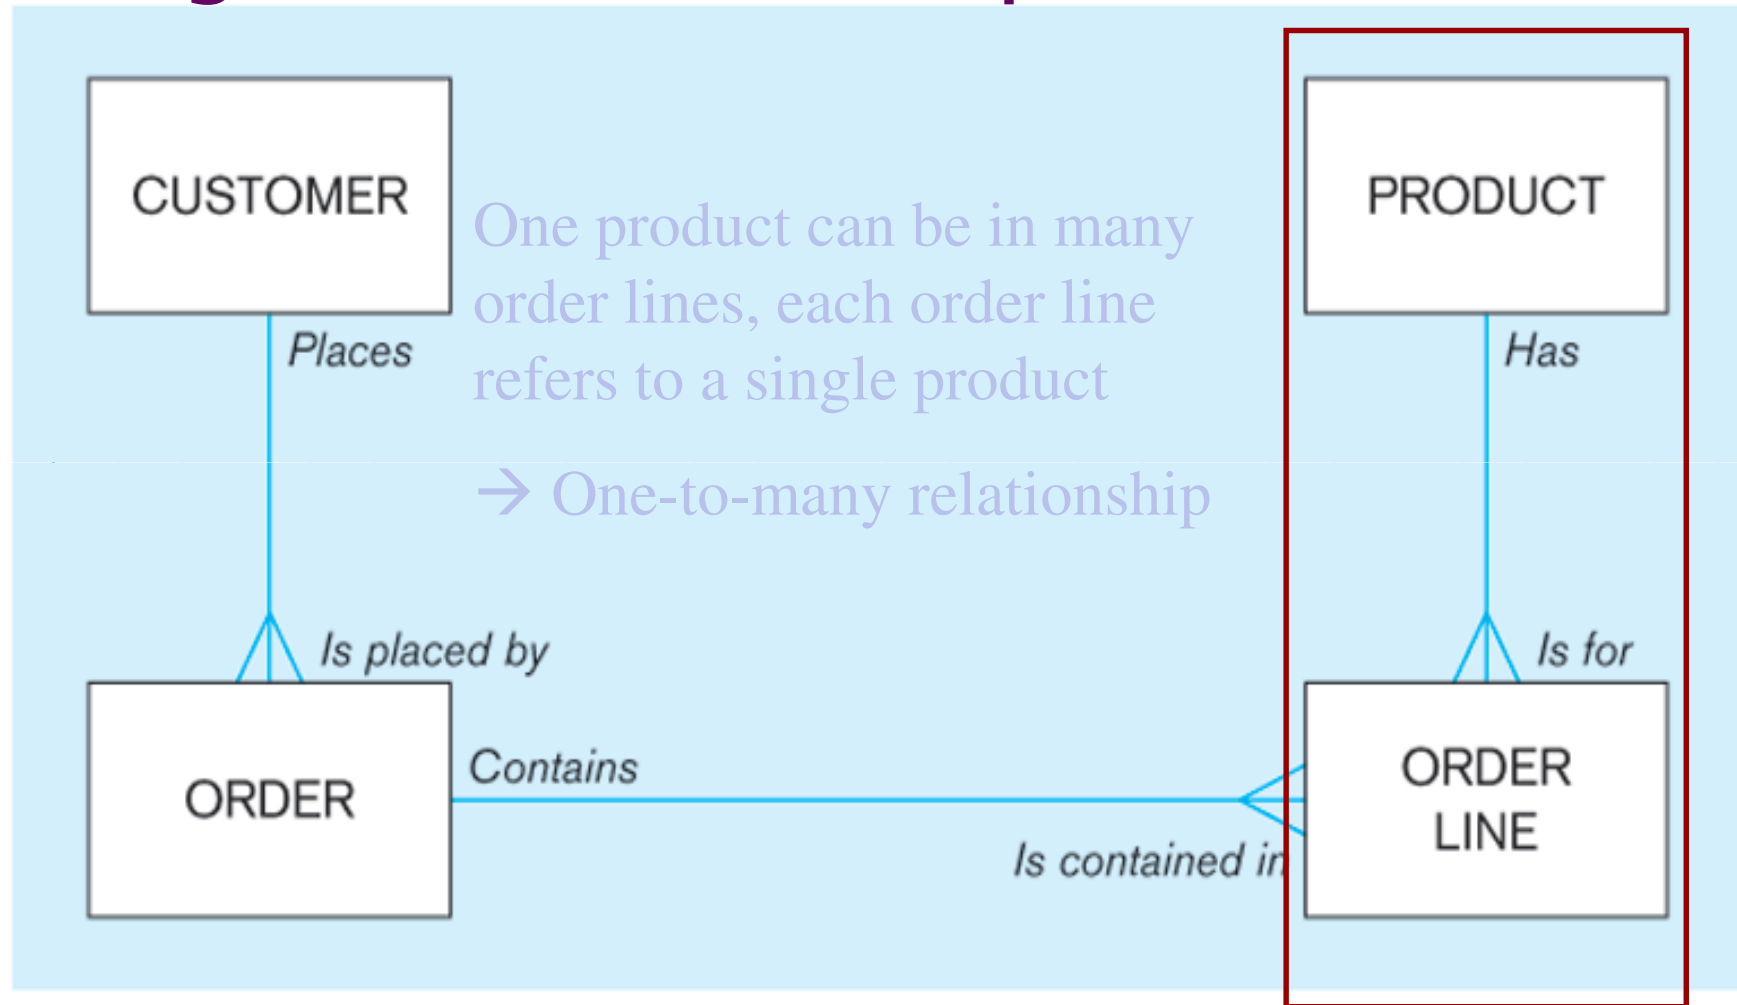 CUSTOMER
PRODUCT
One product can be in many
order lines, each order line
refers to a single product
Places
Has
→ One-to-many relationship
Is placed by
Is for
ORDER
Contains
ORDER
LINE
Is contained in